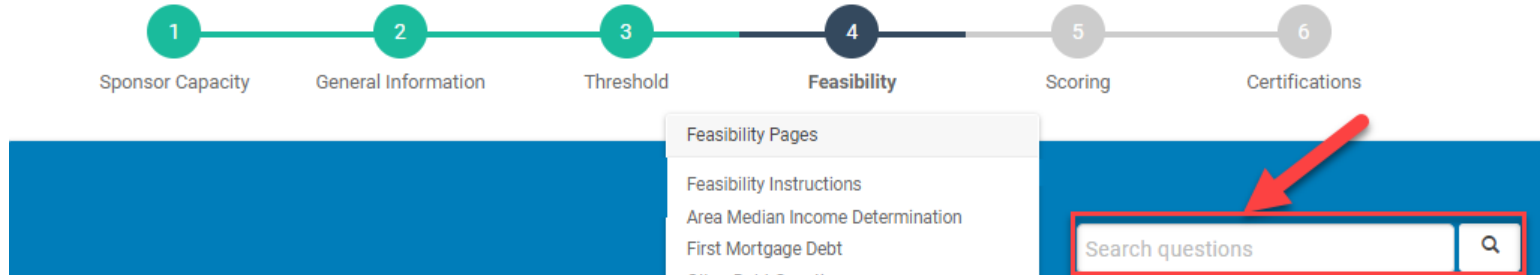 1 2 3 4 5 6
Sponsor Capacity General Information Threshold Feasibility Scoring Certifications
Feasibility Pages
Feasibility Instructions
Area Median Income Determination
First Mortgage Debt
Search questions